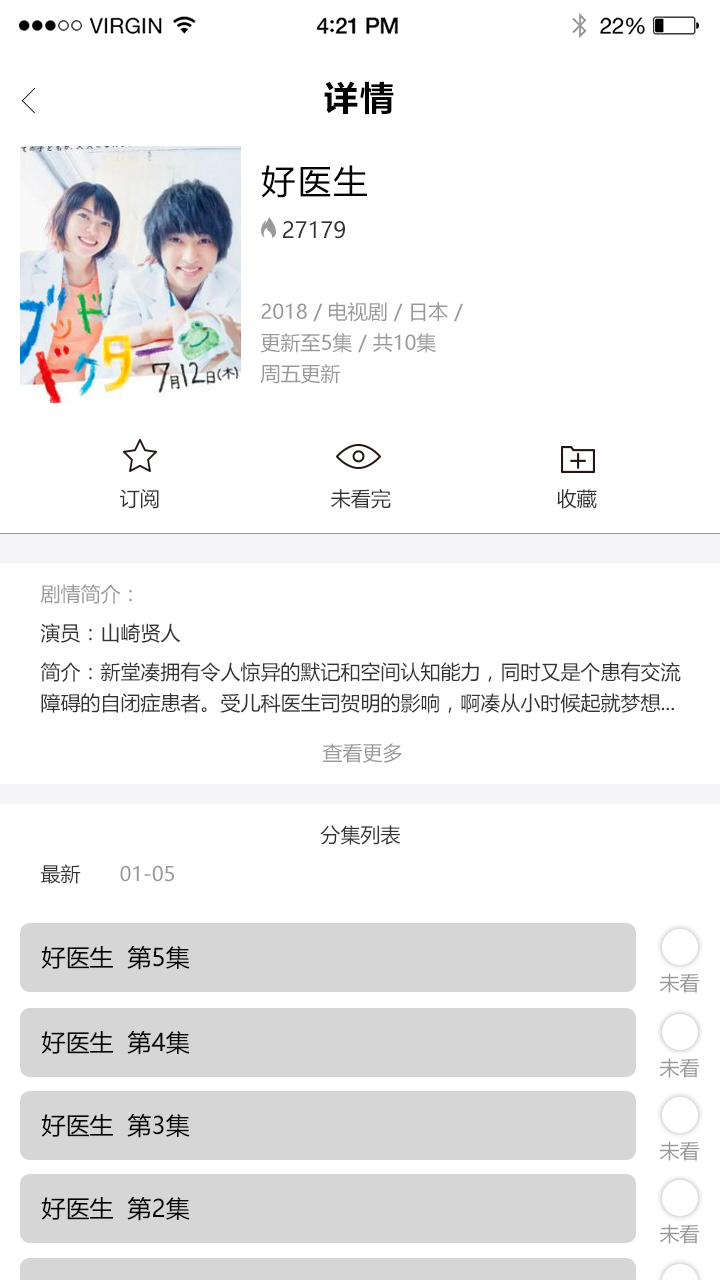 VIRGIN 4:21 PM 22%
详情
好医生
27179
2018 / 电视剧 / 日本 /
更新至5集 / 共10集
周五更新
グッド
ドクター
7月12日(木)
订阅 未看完 收藏
剧情简介：
演员：山崎贤人
简介：新堂凑拥有令人惊异的默记和空间认知能力，同时又是个患有交流
障碍的自闭症患者。受儿科医生司贺明的影响，啊凑从小时候起就梦想...
查看更多
分集列表
最新 01-05
好医生 第5集
未看
好医生 第4集
未看
好医生 第3集
未看
好医生 第2集
未看